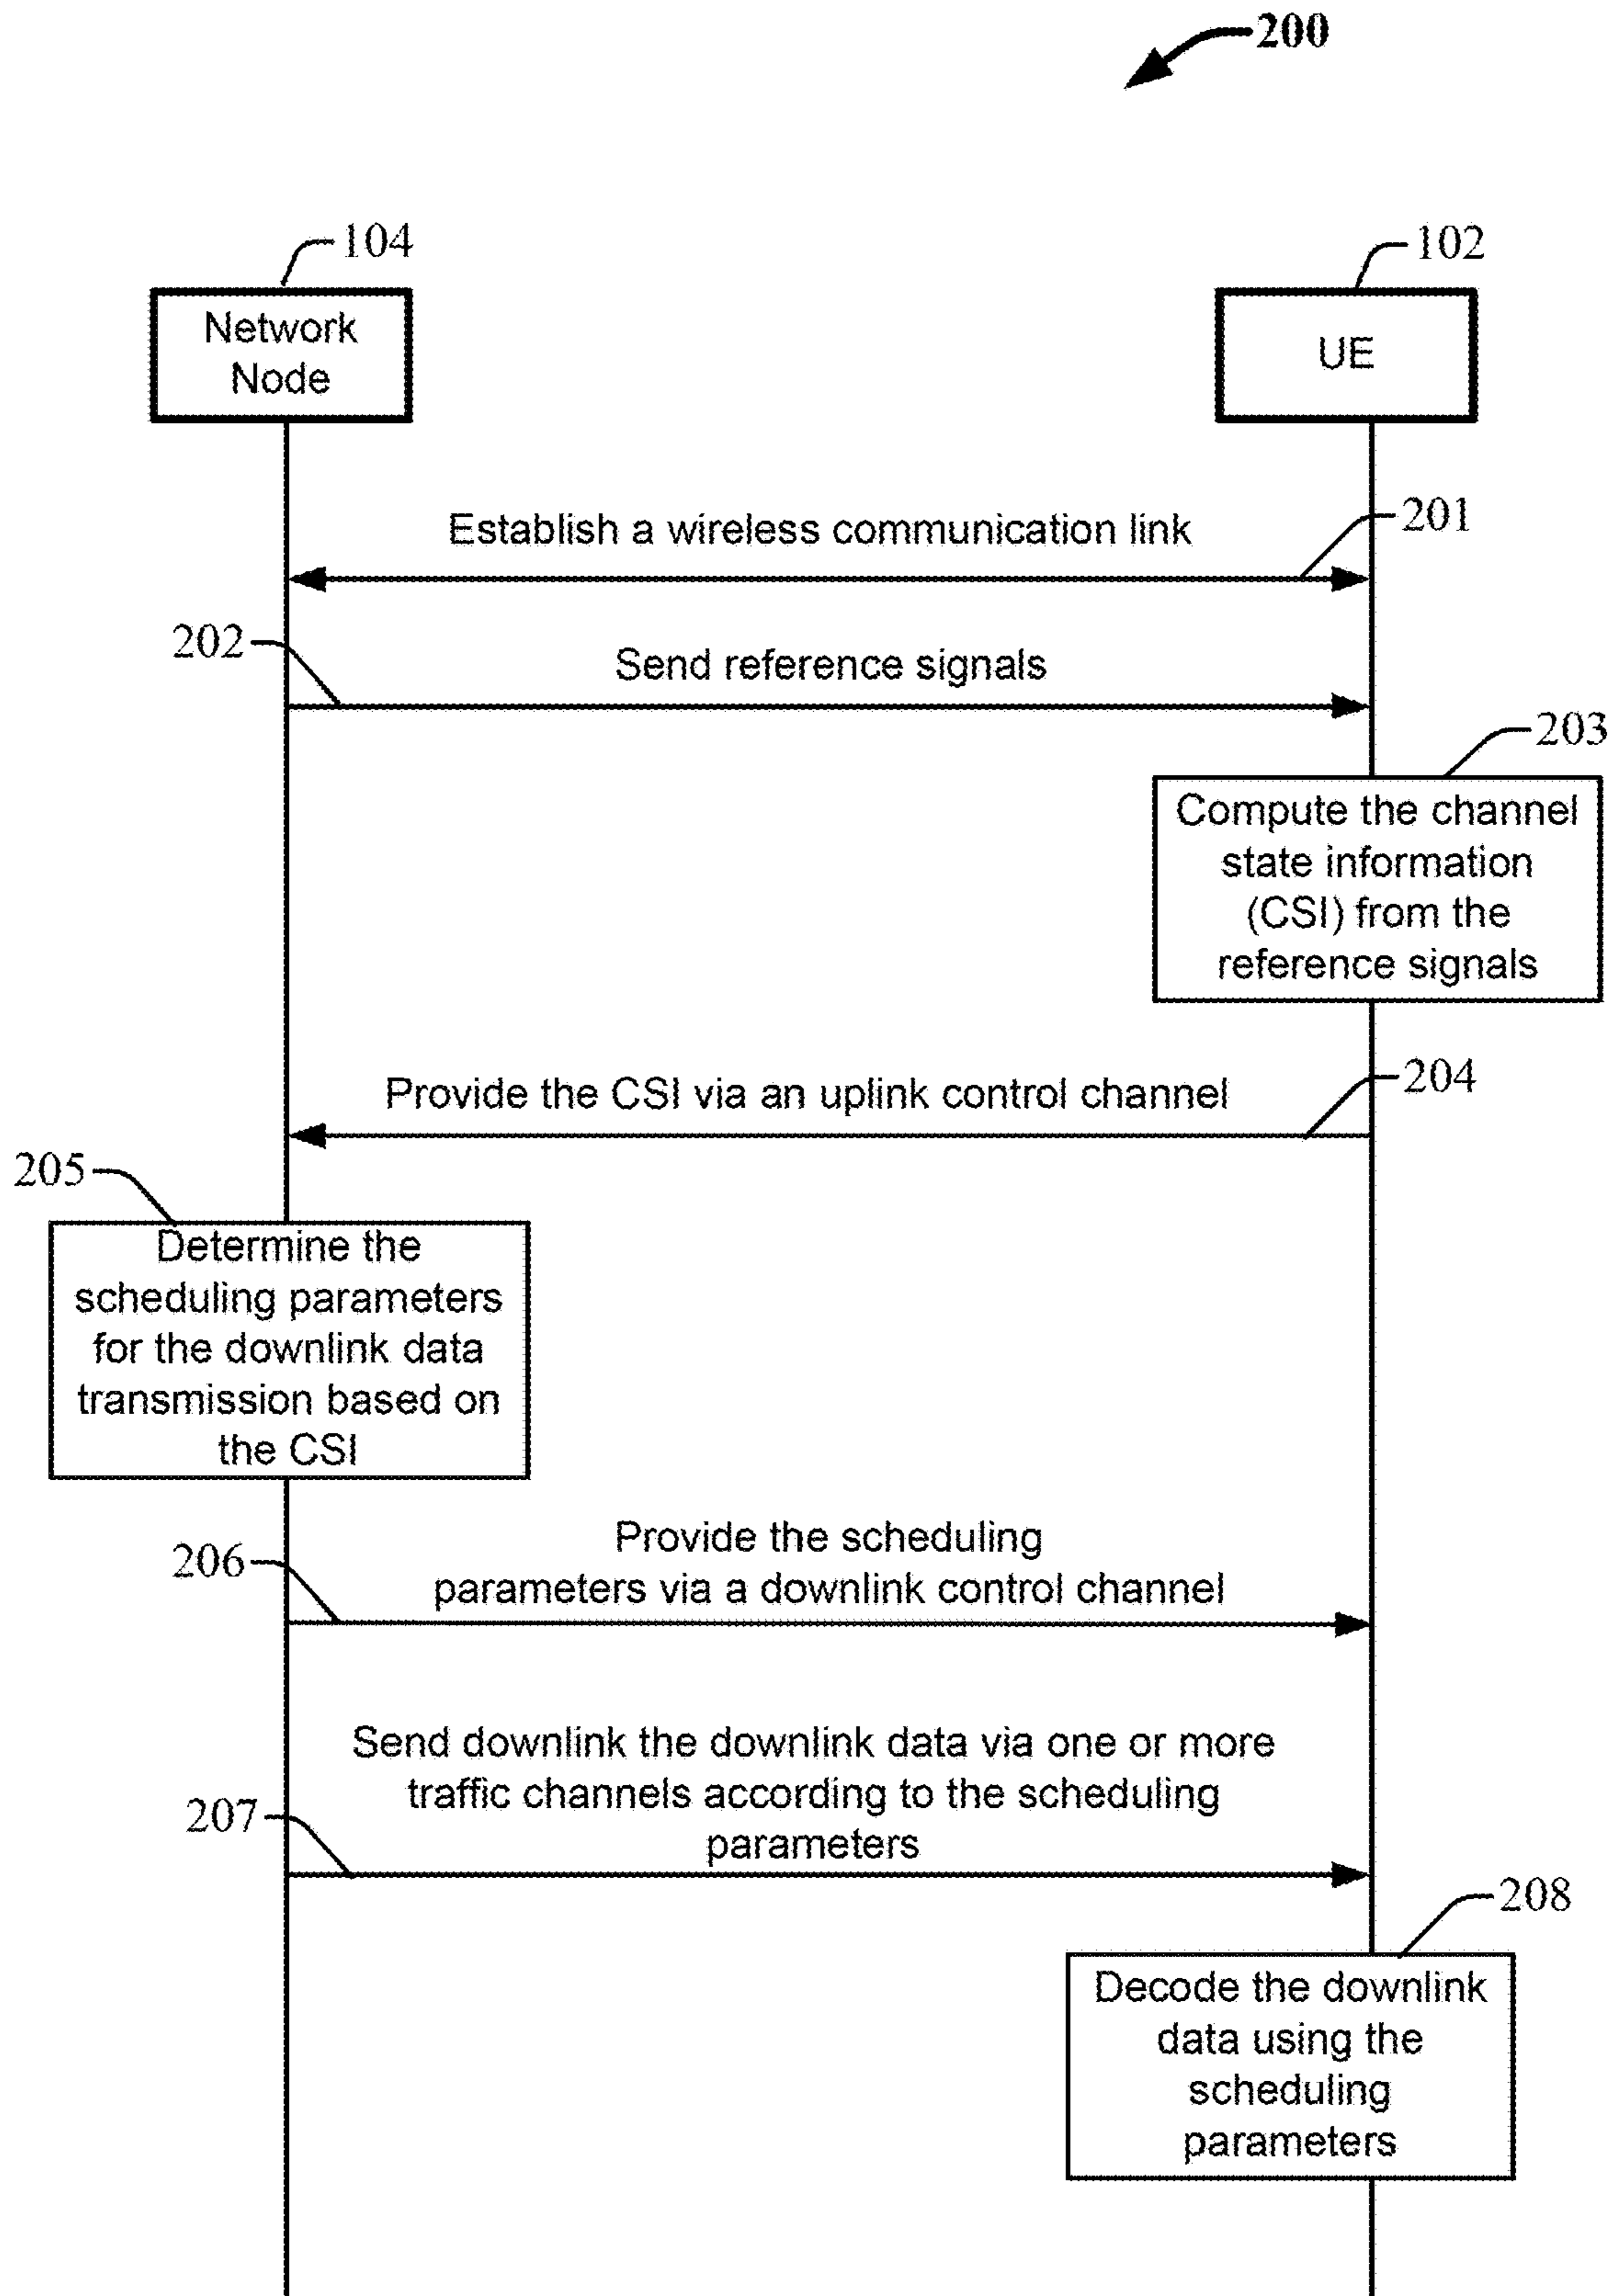 200
104
102
Network
Node
UE
Establish a wireless communication link
201
202
Send reference signals
203
Compute the channel
state information
(CSI) from the
reference signals
Provide the CSI via an uplink control channel
204
205
Determine the
scheduling parameters
for the downlink data
transmission based on
the CSI
206
Provide the scheduling
parameters via a downlink control channel
Send downlink the downlink data via one or more
traffic channels according to the scheduling
parameters
207
208
Decode the downlink
data using the
scheduling
parameters